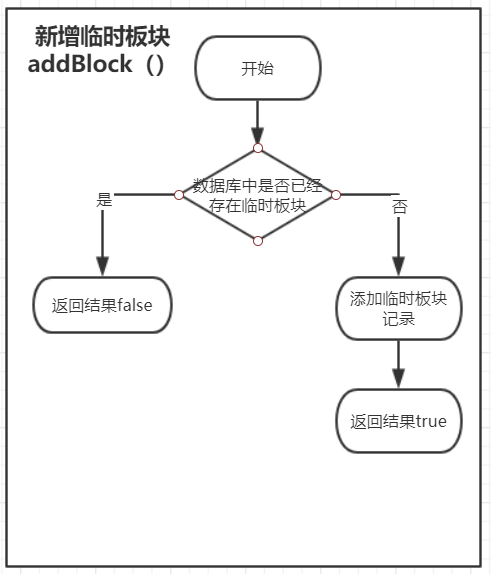 新增临时板块
addBlock（）
开始
数据库中是否已经
存在临时板块
是
否
返回结果false
添加临时板块
记录
返回结果true